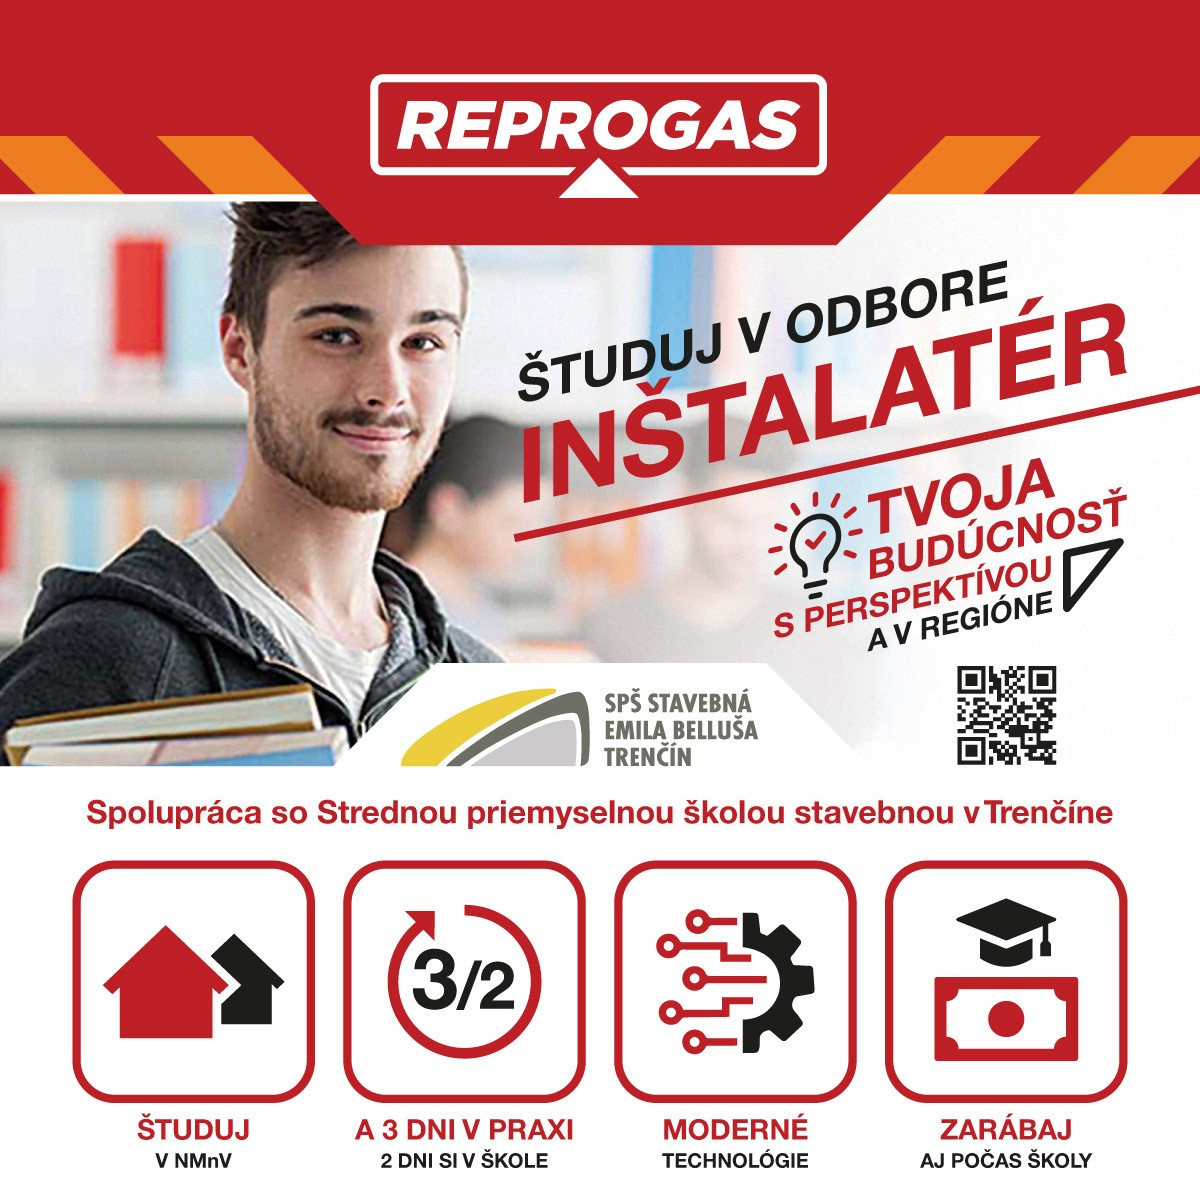 REPROGAS
ŠTUDUJ V ODBORE
INŠTALATÉR
TVOJA
BUDÚCNOSŤ
S PERSPEKTÍVOU
A V REGIÓNE
SPŠ STAVEBNÁ
EMILA BELLUŠA
TRENČÍN
Spolupráca so Strednou priemyselnou školou stavebnou v Trenčíne
3/2
ŠTUDUJ
V NMnV
A 3 DNI V PRAXI
2 DNI SI V ŠKOLE
MODERNÉ
TECHNOLÓGIE
ZARÁBAJ
AJ POČAS ŠKOLY